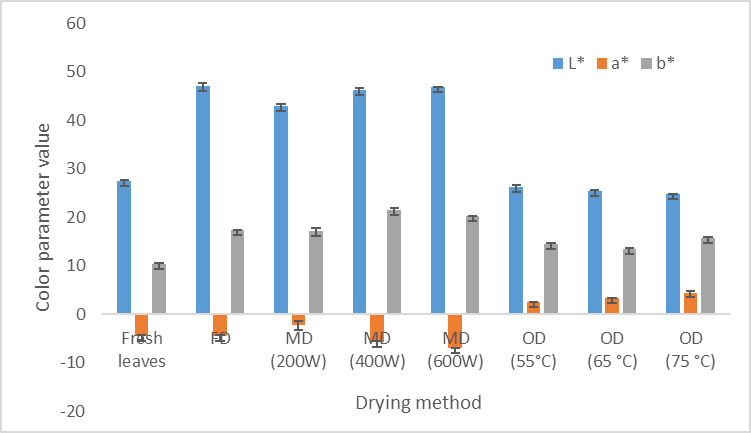 60
50
40
30
20
10
0
-10
-20
Color parameter value
L* a* b*
Fresh leaves
FD
MD (200W)
MD (400W)
MD (600W)
OD (55°C)
OD (65 °C)
OD (75 °C)
Drying method